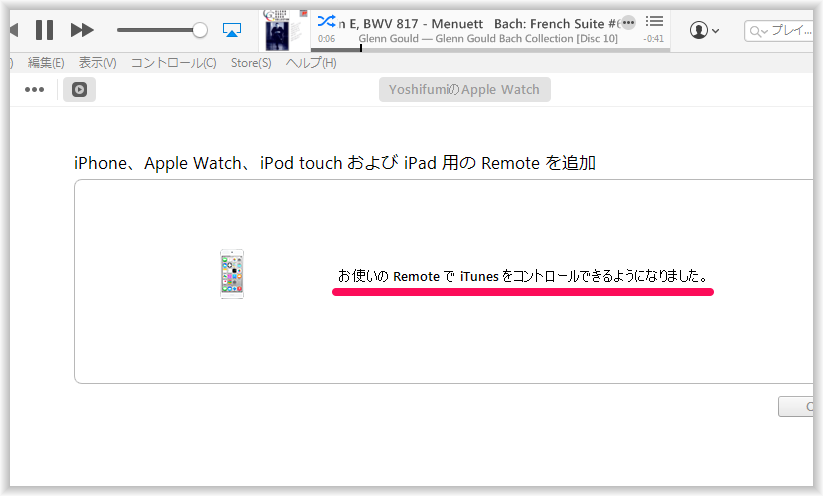 n E, BWV 817 - Menuett Bach: French Suite #
0:06 Glenn Gould — Glenn Gould Bach Collection [Disc 10] -0:41
プレイ...
) 編集(E) 表示(V) コントロール(C) Store(S) ヘルプ(H)
YoshifumiのApple Watch
iPhone、Apple Watch、iPod touch および iPad 用の Remote を追加
お使いの Remote で iTunes をコントロールできるようになりました。